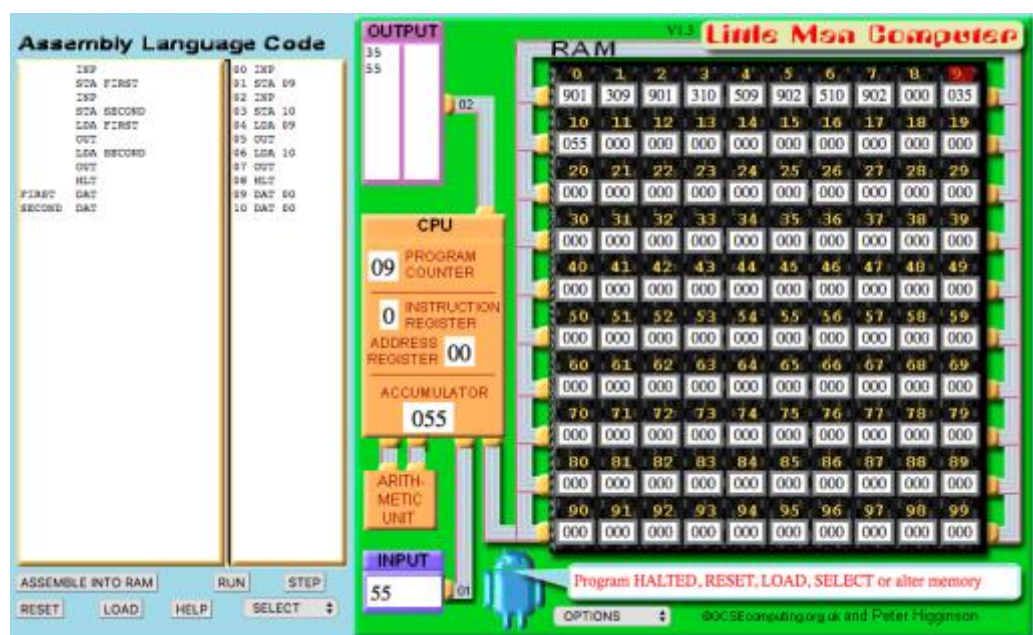 Assembly Language Code
INP
STA FIRST
INP
STA SECOND
LDA FIRST
OUT
LDA SECOND
OUT
HLT
FIRST DAT
SECOND DAT
00 INP
01 STA 09
02 INP
03 STA 10
04 LDA 09
05 OUT
06 LDA 10
07 OUT
08 HLT
09 DAT 00
10 DAT 00
ASSEMBLE INTO RAM RUN STEP
RESET LOAD HELP SELECT
OUTPUT
35
55
02
CPU
09 PROGRAM COUNTER
0 INSTRUCTION REGISTER
ADDRESS REGISTER 00
ACCUMULATOR
055
ARITH-
METIC
UNIT
INPUT
55
01
V1.3 Little Man Computer
RAM
0 1 2 3 4 5 6 7 8 9
901 309 901 310 509 902 510 902 000 035
10 11 12 13 14 15 16 17 18 19
055 000 000 000 000 000 000 000 000 000
20 21 22 23 24 25 26 27 28 29
000 000 000 000 000 000 000 000 000 000
30 31 32 33 34 35 36 37 38 39
000 000 000 000 000 000 000 000 000 000
40 41 42 43 44 45 46 47 48 49
000 000 000 000 000 000 000 000 000 000
50 51 52 53 54 55 56 57 58 59
000 000 000 000 000 000 000 000 000 000
60 61 62 63 64 65 66 67 68 69
000 000 000 000 000 000 000 000 000 000
70 71 72 73 74 75 76 77 78 79
000 000 000 000 000 000 000 000 000 000
80 81 82 83 84 85 86 87 88 89
000 000 000 000 000 000 000 000 000 000
90 91 92 93 94 95 96 97 98 99
000 000 000 000 000 000 000 000 000 000
Program HALTED, RESET, LOAD, SELECT or alter memory
OPTIONS
©GCSEcomputing.org.uk and Peter Higginson